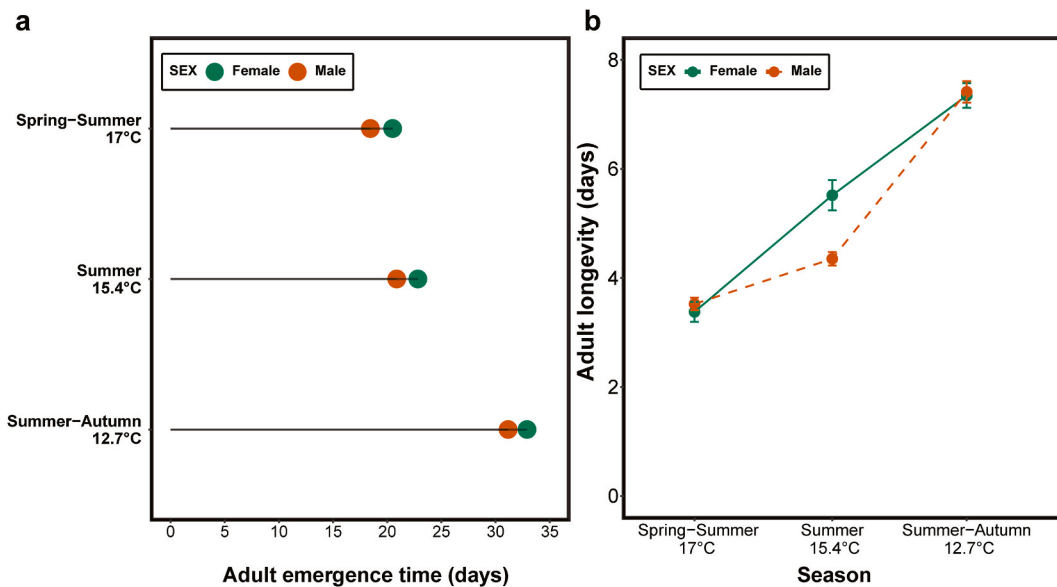 a
SEX Female Male
Spring−Summer
17°C
Summer
15.4°C
Summer−Autumn
12.7°C
0 5 10 15 20 25 30 35
Adult emergence time (days)
b
SEX Female Male
Adult longevity (days)
8
6
4
2
0
Spring−Summer
17°C
Summer
15.4°C
Summer−Autumn
12.7°C
Season